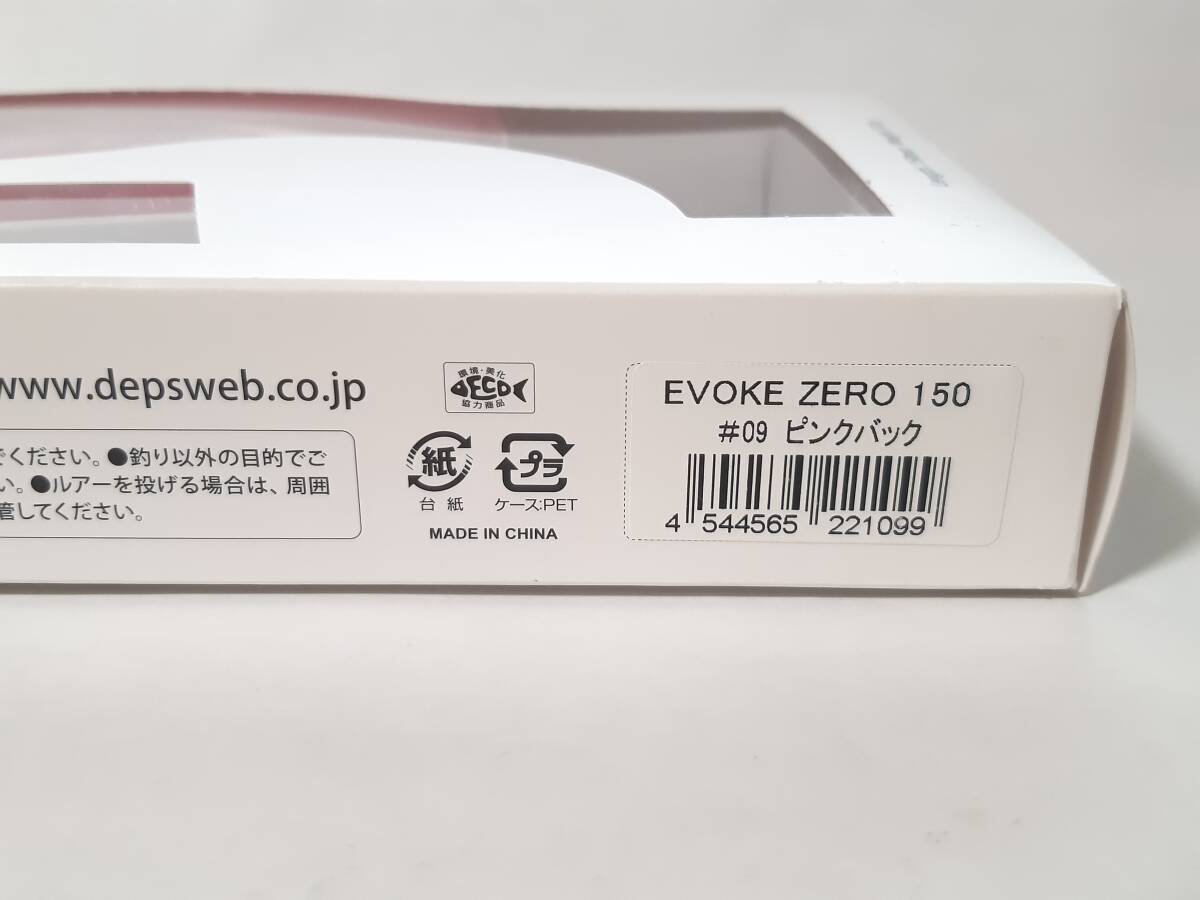 www.depsweb.co.jp
環境・美化
ECO
協力商品
でください。●釣り以外の目的でご
い。●ルアーを投げる場合は、周囲
管してください。
紙
台紙
プラ
ケース:PET
MADE IN CHINA
EVOKE ZERO 150
#09 ピンクバック
4 544565 221099